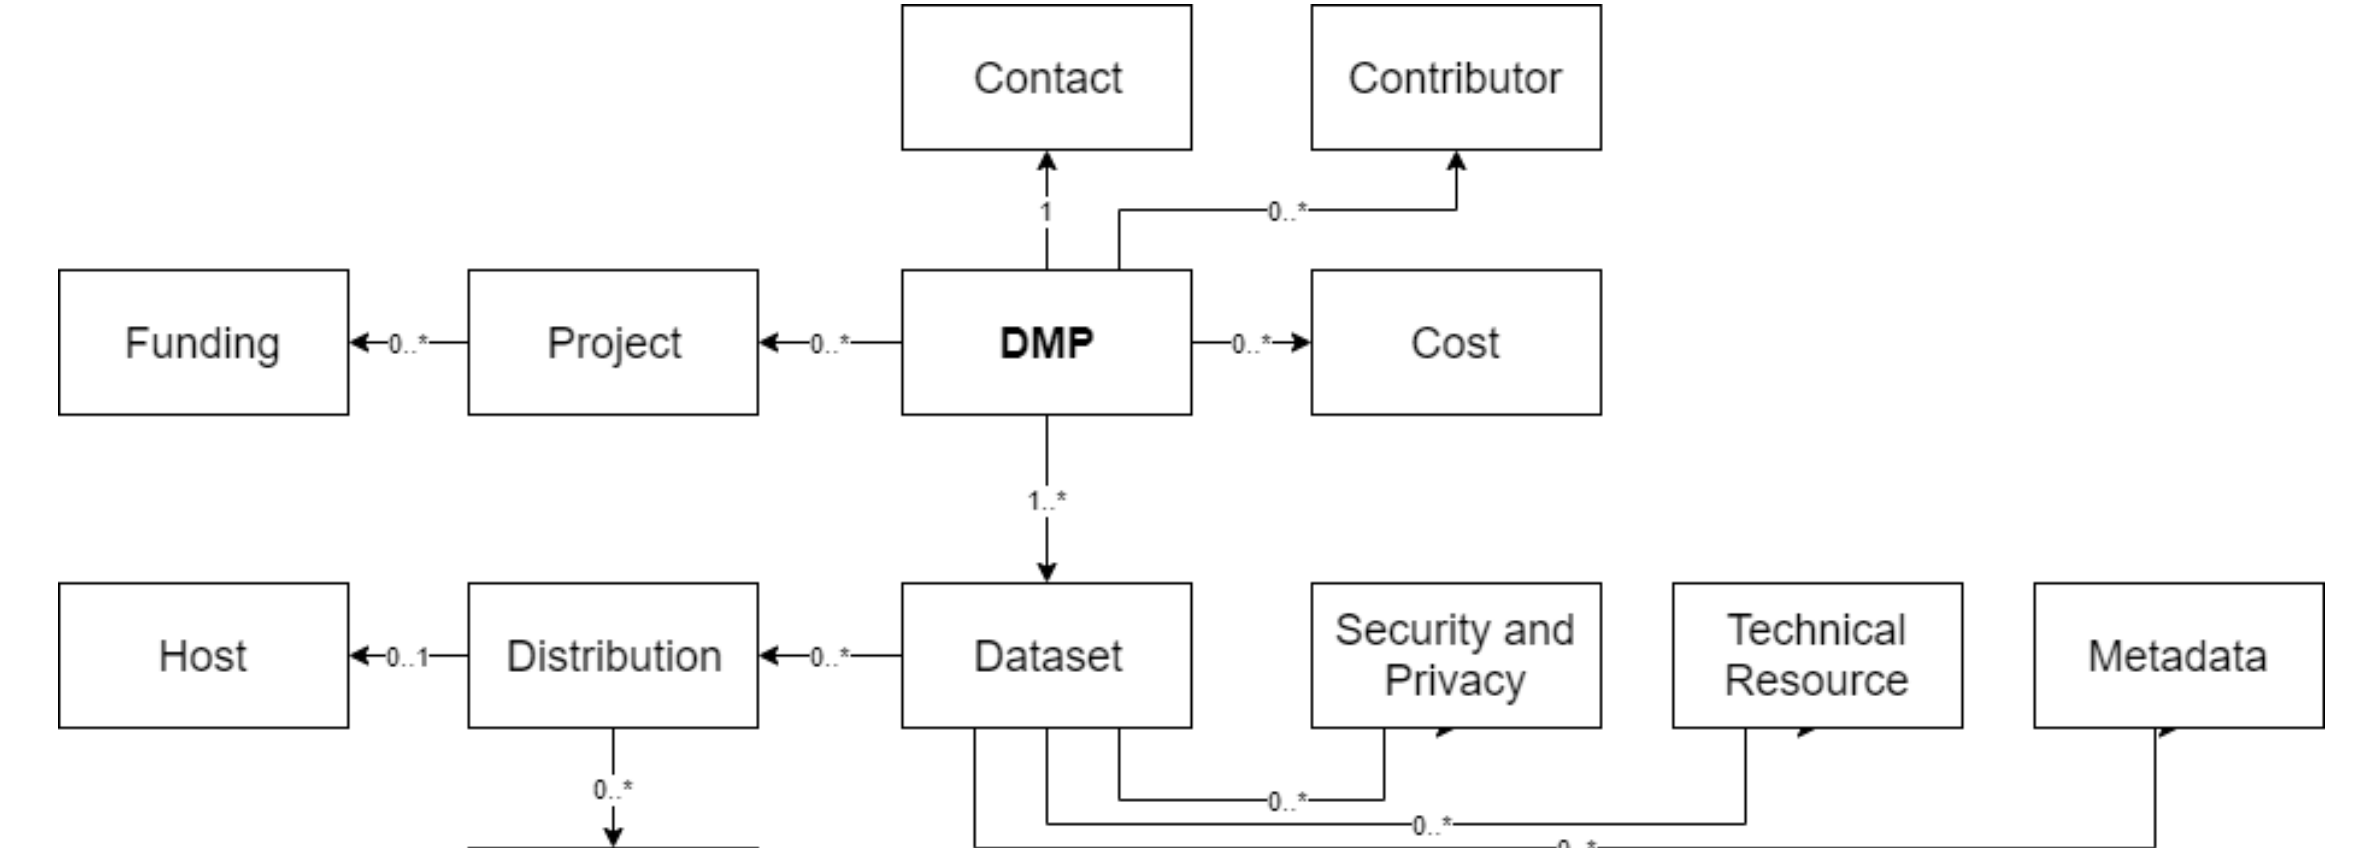 Contact
Contributor
1
0..*
Funding
0..*
Project
0..*
DMP
0..*
Cost
1..*
Host
0..1
Distribution
0..*
Dataset
Security and
Privacy
Technical
Resource
Metadata
0..*
0..*
0..*
0..*